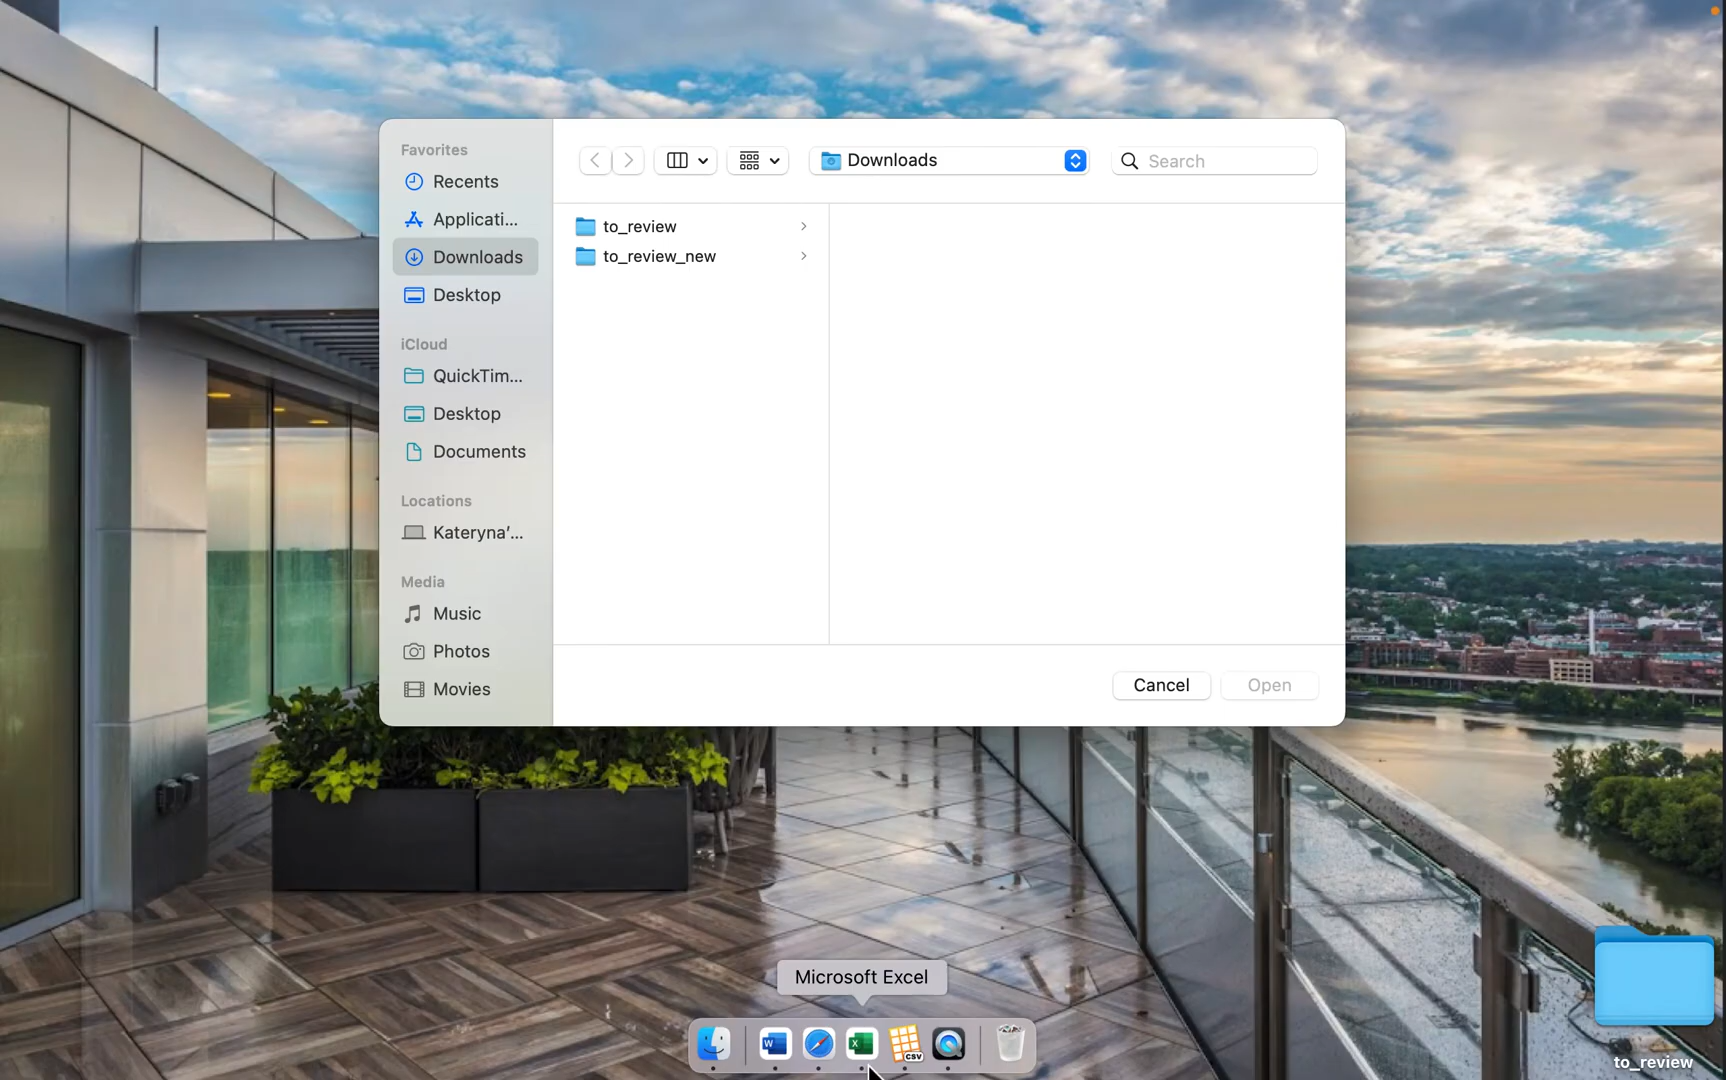 Favorites
Recents
Applicati...
Downloads
Desktop
iCloud
QuickTim...
Desktop
Documents
Locations
Kateryna’...
Media
Music
Photos
Movies
Downloads
Search
to_review
to_review_new
Cancel
Open
Microsoft Excel
W
X
CSV
to_review